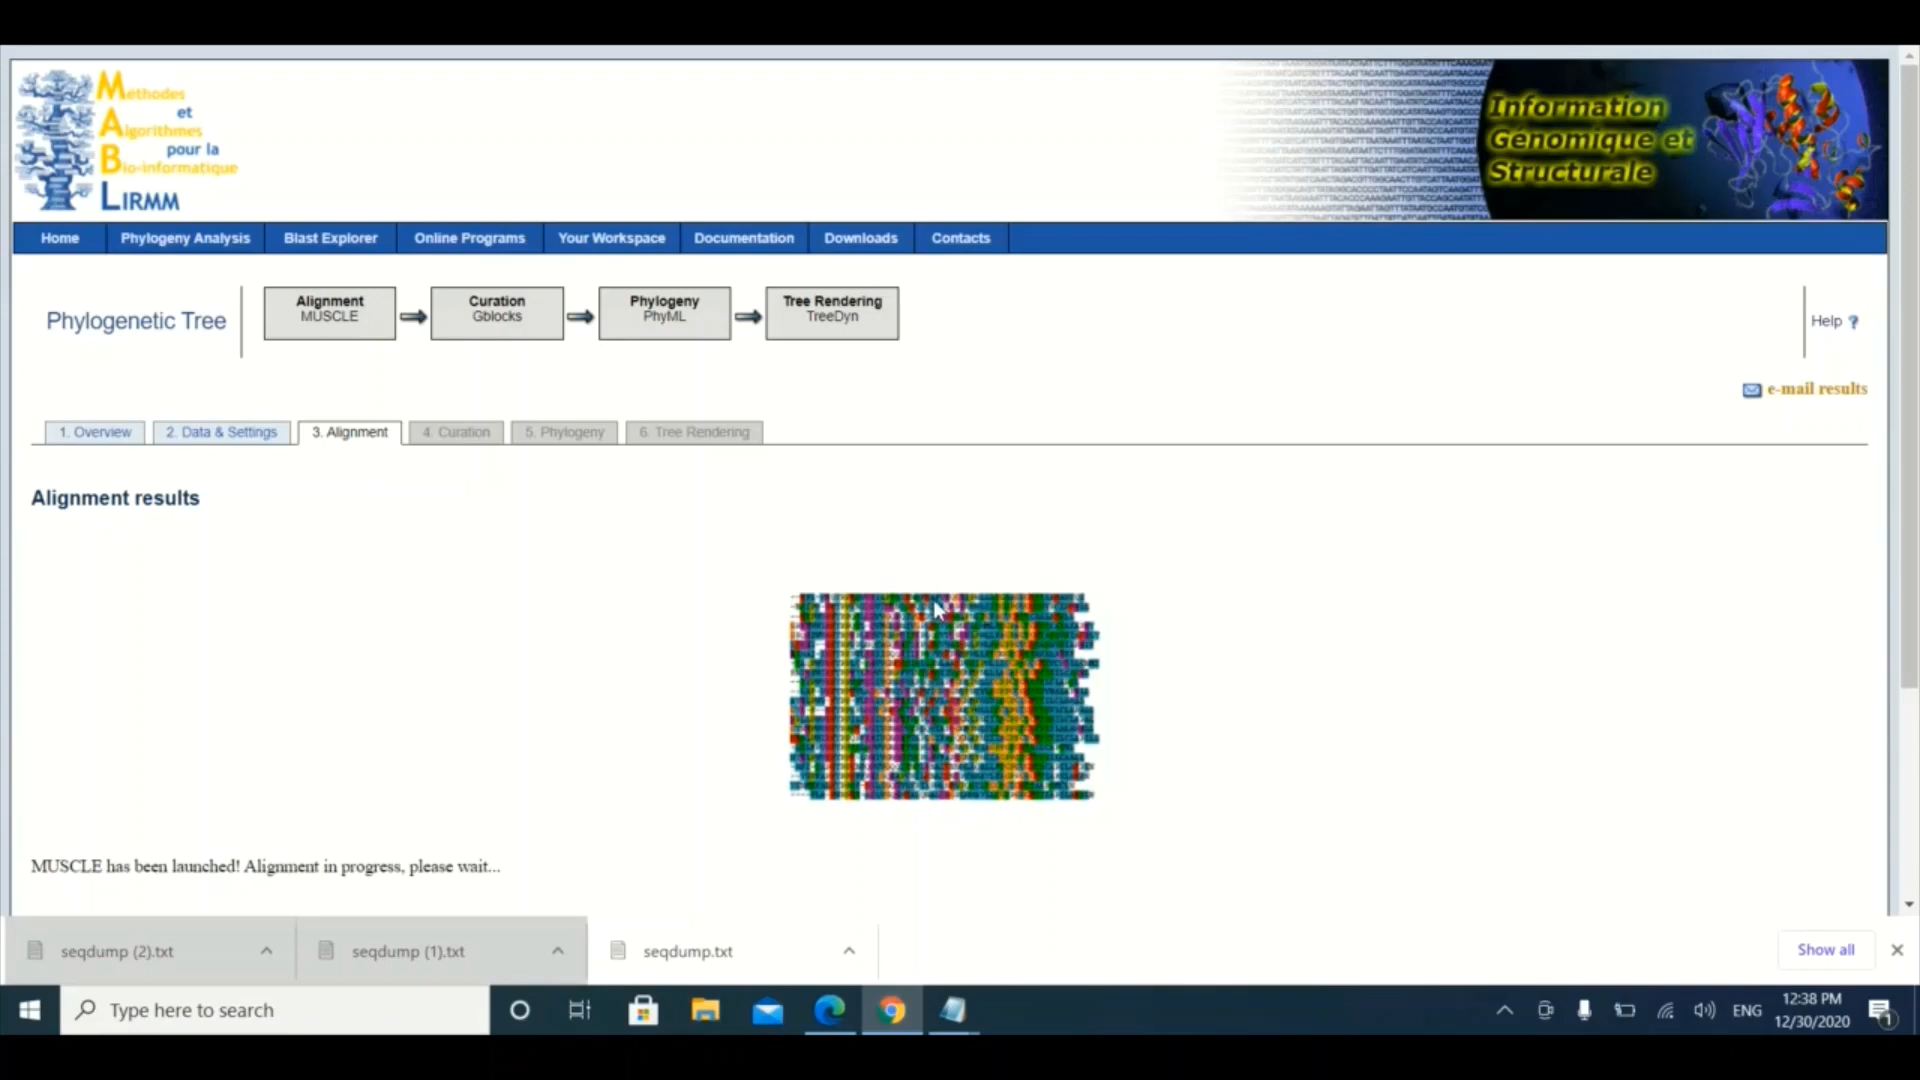 Méthodes
et
Algorithmes
pour la
Bio-informatique
LIRMM
Information
Génomique et
Structurale
Home
Phylogeny Analysis
Blast Explorer
Online Programs
Your Workspace
Documentation
Downloads
Contacts
Phylogenetic Tree
Alignment
MUSCLE
Curation
Gblocks
Phylogeny
PhyML
Tree Rendering
TreeDyn
Help ?
e-mail results
1. Overview
2. Data & Settings
3. Alignment
4. Curation
5. Phylogeny
6. Tree Rendering
Alignment results
MUSCLE has been launched! Alignment in progress, please wait...
seqdump (2).txt
seqdump (1).txt
seqdump.txt
Show all
Type here to search
ENG
12:38 PM
12/30/2020
1